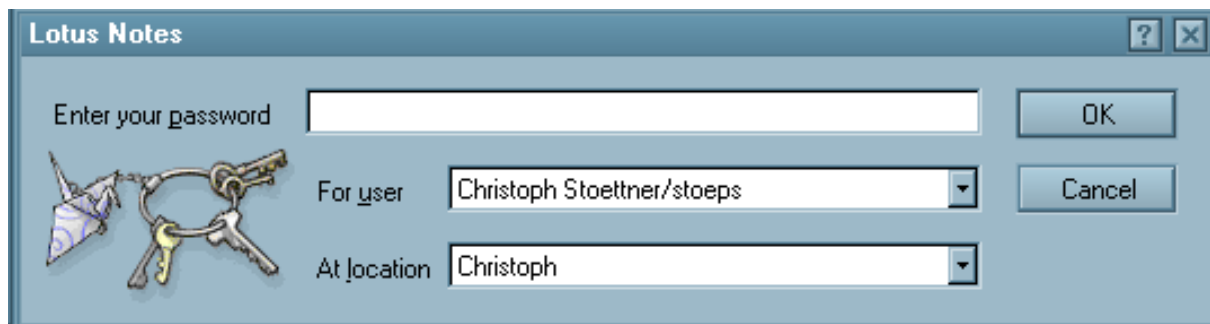 Lotus Notes
Enter your password
OK
For user Christoph Stoettner/stoeps
Cancel
At location Christoph